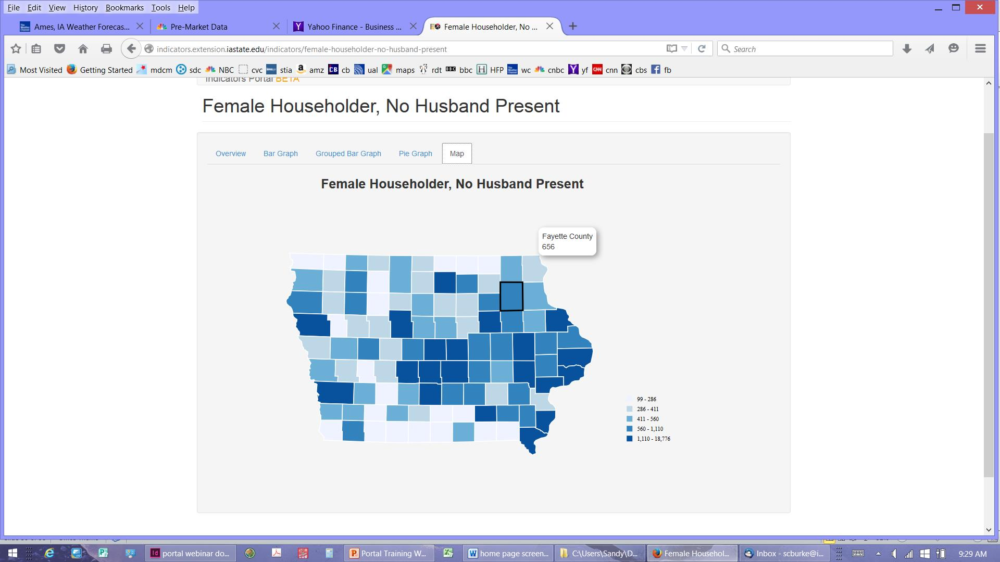 File Edit View History Bookmarks Tools Help
Ames, IA Weather Forecas... Pre-Market Data Yahoo Finance - Business ... Female Householder, No ...
indicators.extension.iastate.edu/indicators/female-householder-no-husband-present Search
Most Visited Getting Started mdcm sdc NBC cvc stia amz cb ual maps rdt bbc HFP wc cnbc yf cnn cbs fb
Indicators Portal BETA
Female Householder, No Husband Present
Overview Bar Graph Grouped Bar Graph Pie Graph Map
Female Householder, No Husband Present
Fayette County
656
99 - 286
286 - 411
411 - 560
560 - 1,110
1,110 - 18,776
portal webinar do... Portal Training W... home page screen... C:\Users\Sandy\D... Female Househol... Inbox - scburke@i... 9:29 AM